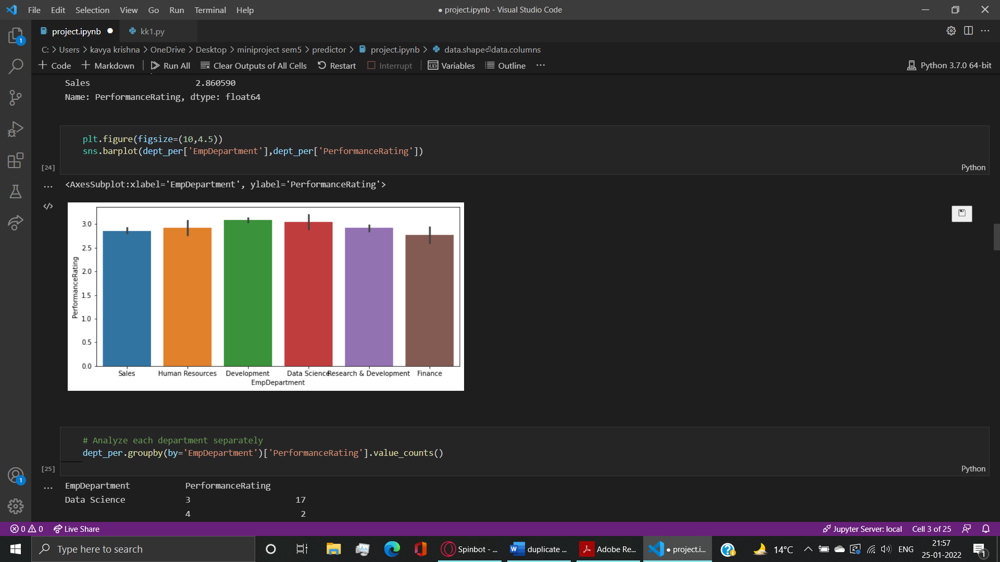 File Edit Selection View Go Run Terminal Help
● project.ipynb - Visual Studio Code
project.ipynb ●
kk1.py
1
C: > Users > kavya krishna > OneDrive > Desktop > miniproject sem5 > predictor > project.ipynb > data.shape⏎data.columns
+ Code + Markdown | Run All Clear Outputs of All Cells Restart Interrupt | Variables Outline ···
Python 3.7.0 64-bit
Sales 2.860590
Name: PerformanceRating, dtype: float64
plt.figure(figsize=(10,4.5))
sns.barplot(dept_per['EmpDepartment'],dept_per['PerformanceRating'])
[24]
Python
... <AxesSubplot:xlabel='EmpDepartment', ylabel='PerformanceRating'>
</>
3.0
2.5
2.0
1.5
1.0
0.5
0.0
PerformanceRating
Sales Human Resources Development Data Science Research & Development Finance
EmpDepartment
# Analyze each department separately
dept_per.groupby(by='EmpDepartment')['PerformanceRating'].value_counts()
[25]
Python
... EmpDepartment PerformanceRating
Data Science 3 17
4 2
1
0 0 Live Share
Jupyter Server: local Cell 3 of 25
Type here to search
Spinbot - ...
duplicate ...
Adobe Re...
● project.i...
14°C
ENG
21:57
25-01-2022
1